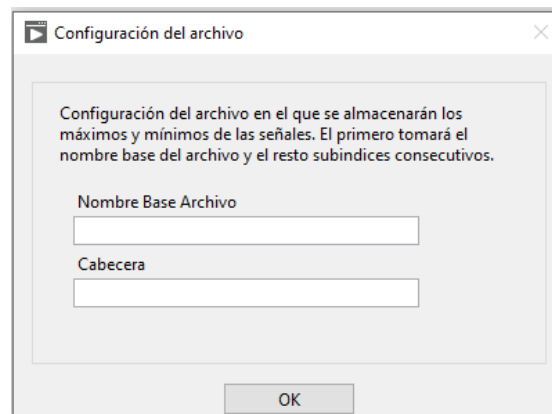 Configuración del archivo
Configuración del archivo en el que se almacenarán los
máximos y mínimos de las señales. El primero tomará el
nombre base del archivo y el resto subindices consecutivos.
Nombre Base Archivo
Cabecera
OK